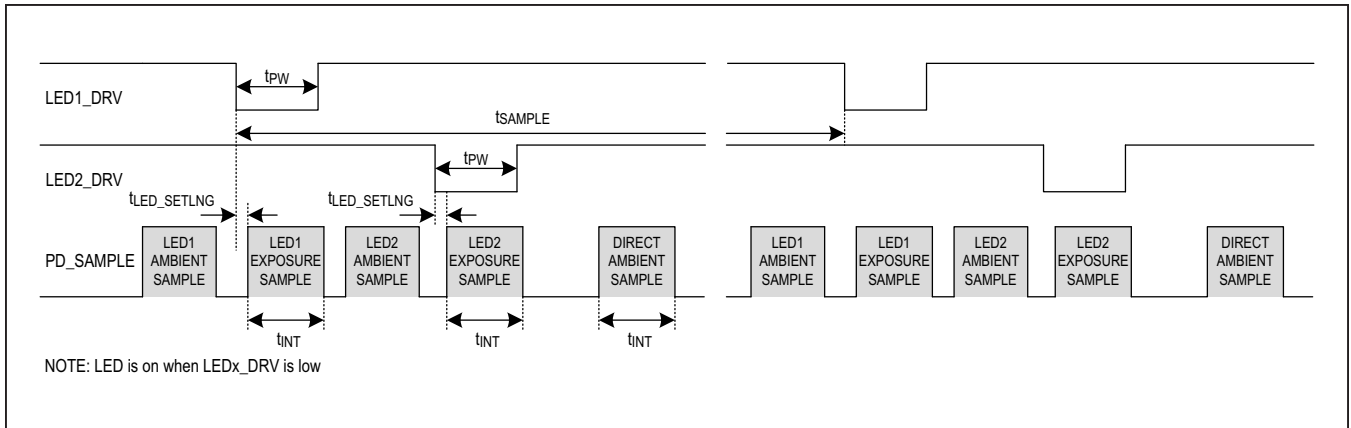 tPW
LED1_DRV
tSAMPLE
tPW
LED2_DRV
tLED_SETLNG
tLED_SETLNG
PD_SAMPLE
LED1
AMBIENT
SAMPLE
LED1
EXPOSURE
SAMPLE
LED2
AMBIENT
SAMPLE
LED2
EXPOSURE
SAMPLE
DIRECT
AMBIENT
SAMPLE
LED1
AMBIENT
SAMPLE
LED1
EXPOSURE
SAMPLE
LED2
AMBIENT
SAMPLE
LED2
EXPOSURE
SAMPLE
DIRECT
AMBIENT
SAMPLE
tINT
tINT
tINT
NOTE: LED is on when LEDx_DRV is low